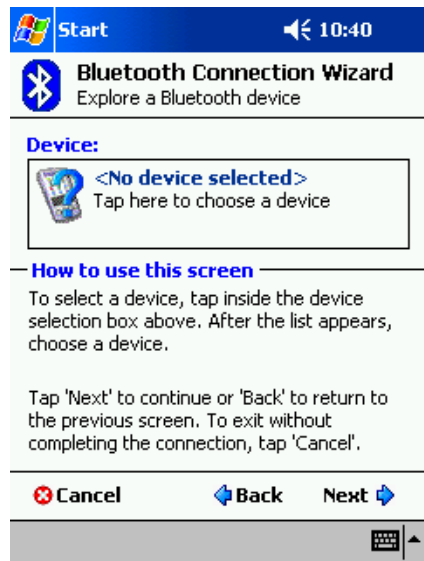 Start 10:40
Bluetooth Connection Wizard
Explore a Bluetooth device
Device:
<No device selected>
Tap here to choose a device
How to use this screen
To select a device, tap inside the device
selection box above. After the list appears,
choose a device.
Tap 'Next' to continue or 'Back' to return to
the previous screen. To exit without
completing the connection, tap 'Cancel'.
Cancel Back Next